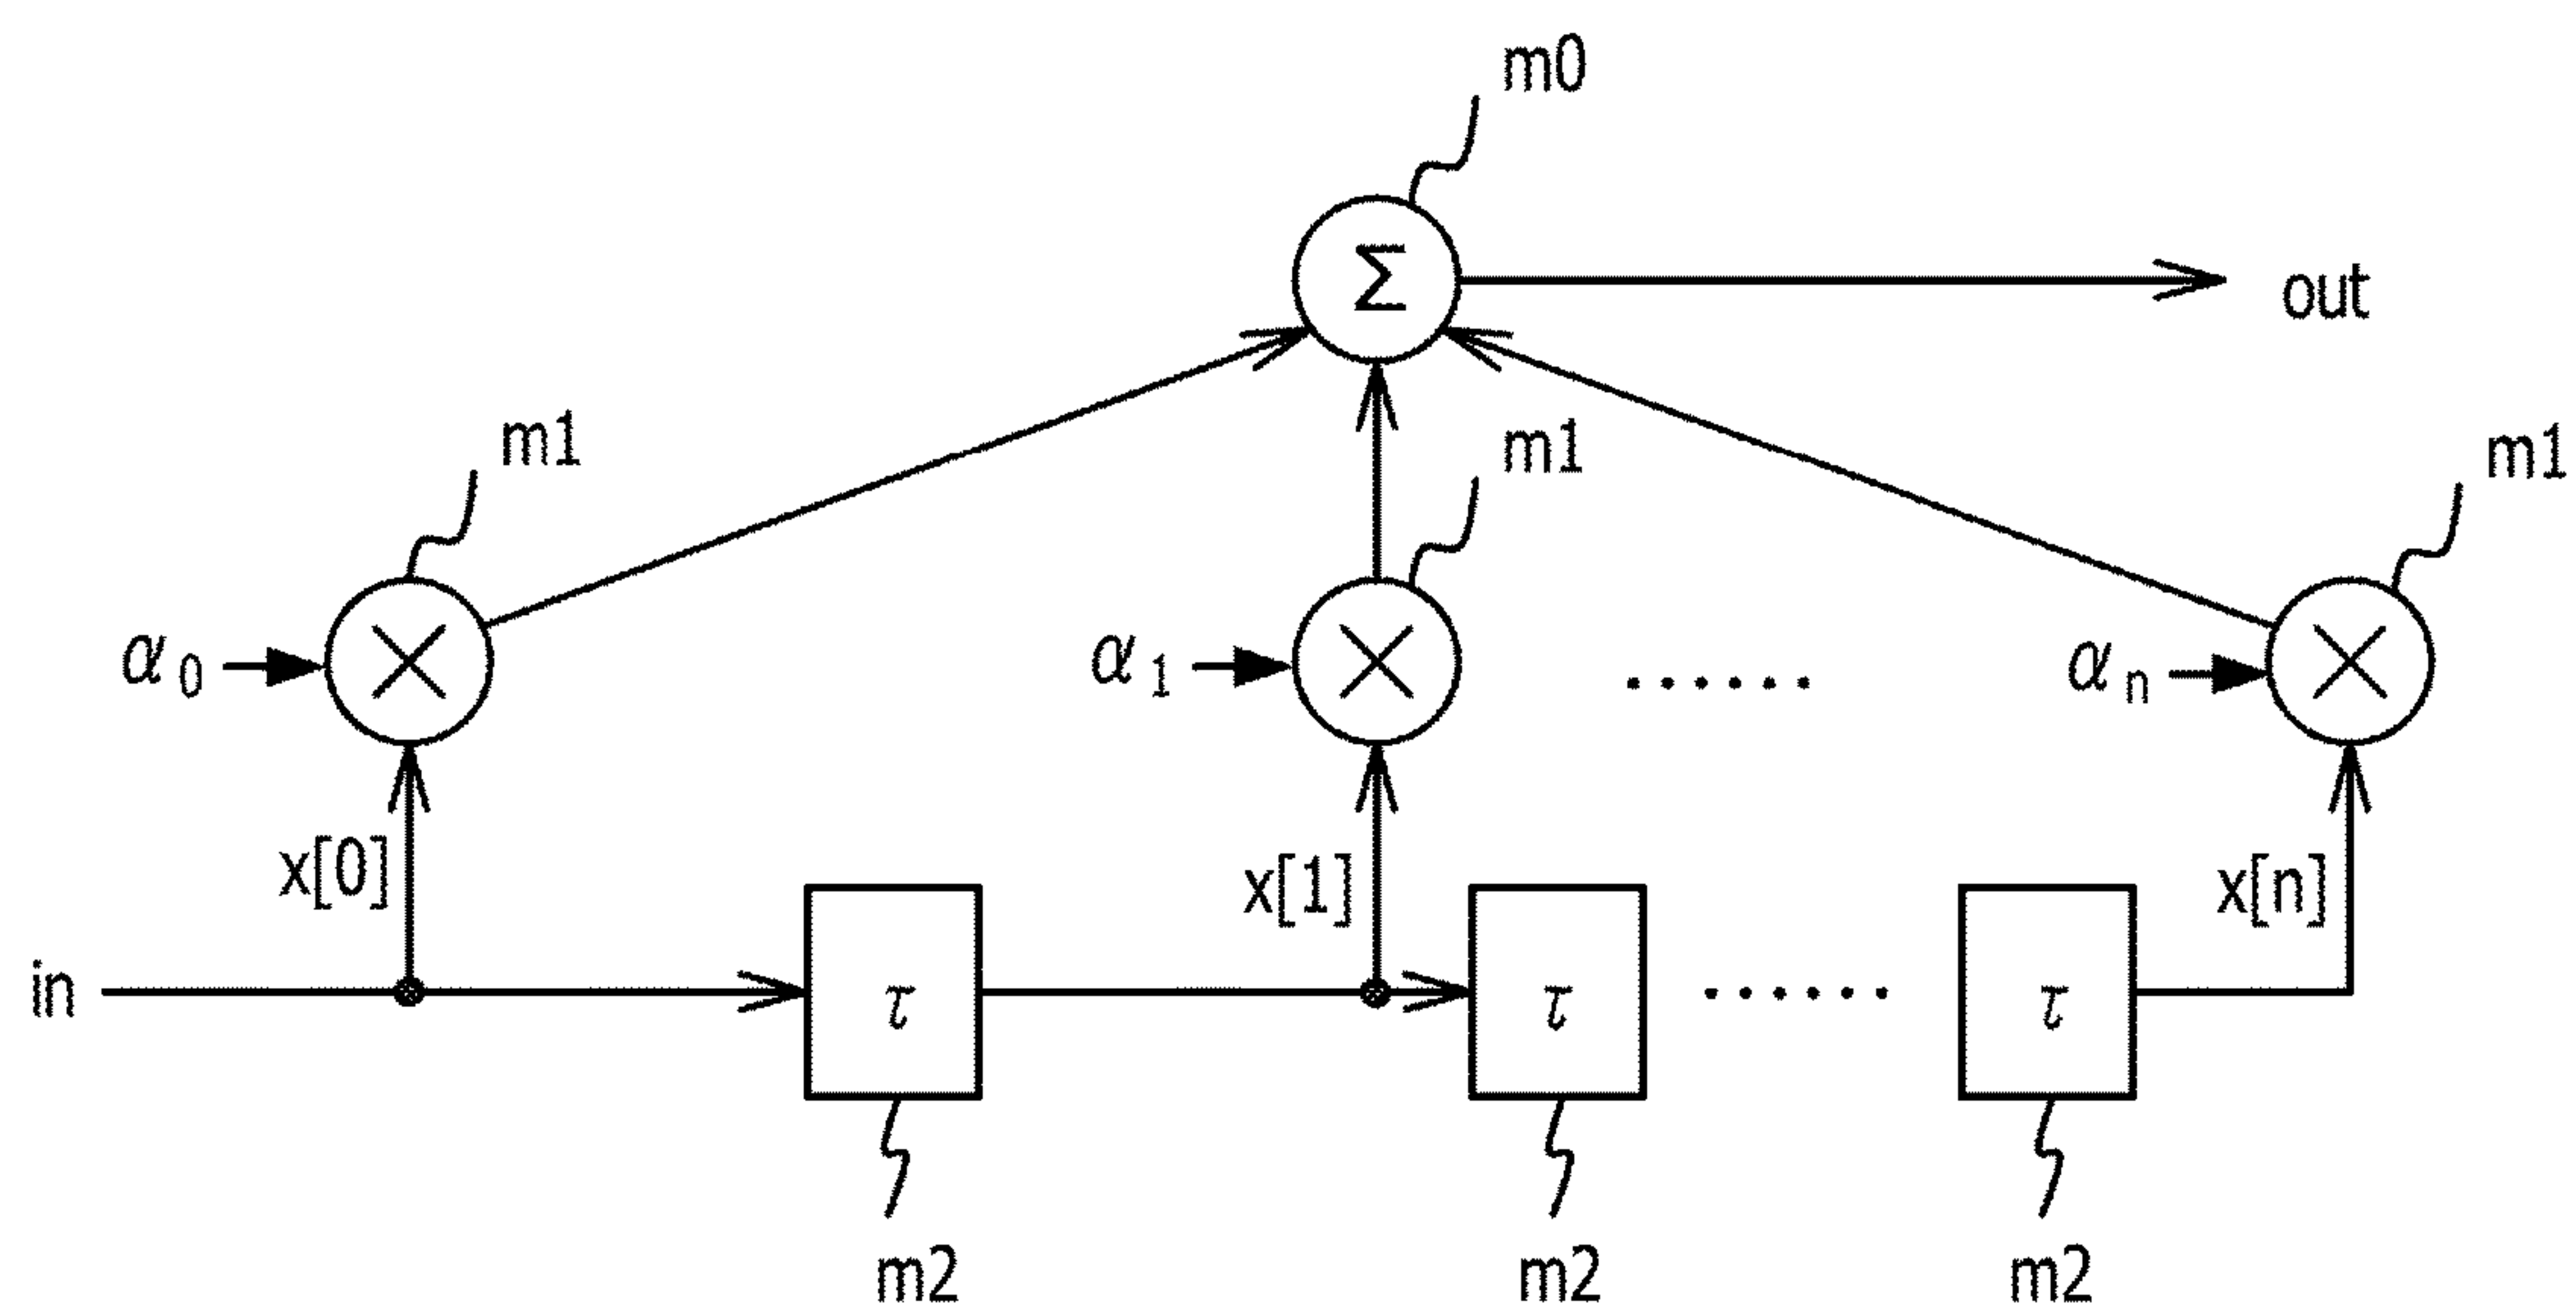 m0
Σ
out
m1
m1
m1
α0
×
α1
×
......
αn
×
x[0]
x[1]
x[n]
in
τ
τ
......
τ
m2
m2
m2